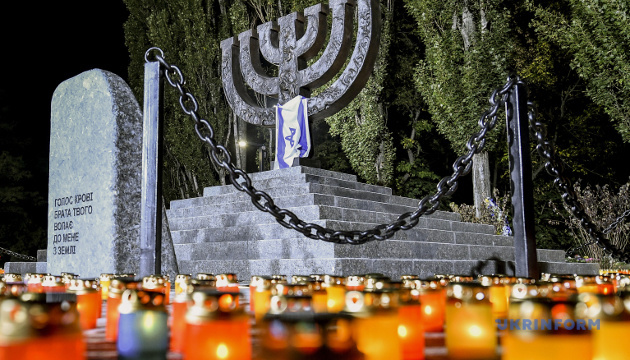 ГОЛОС КРОВІ
БРАТА ТВОГО
ВОЛАЄ
ДО МЕНЕ
З ЗЕМЛІ
UKRINFORM